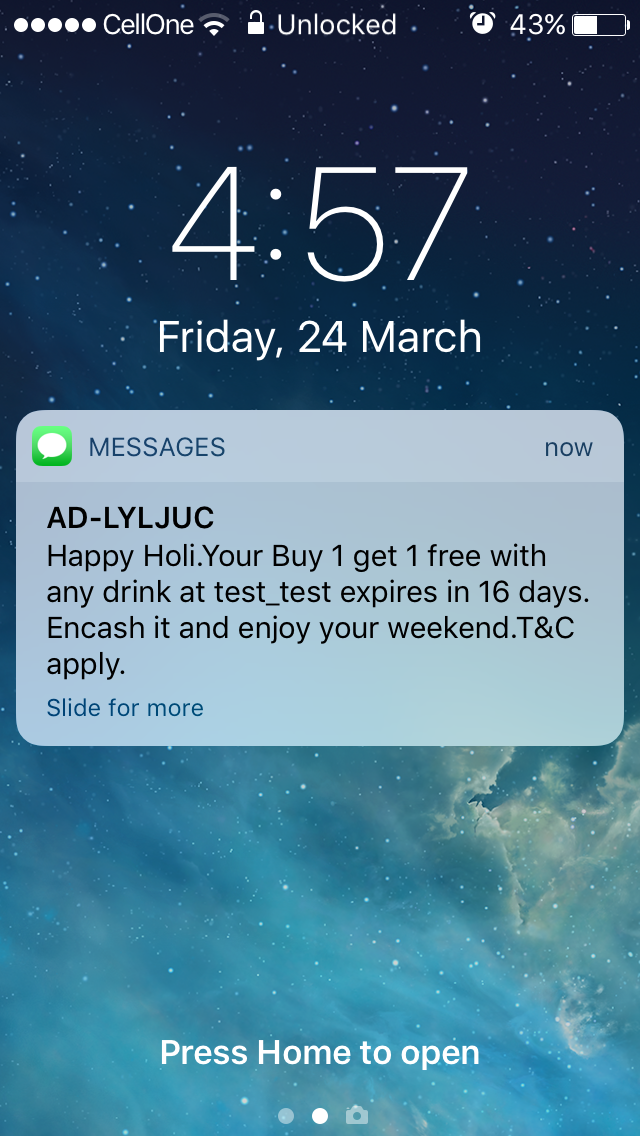 CellOne Unlocked 43%
4:57
Friday, 24 March
MESSAGES now
AD-LYLJUC
Happy Holi.Your Buy 1 get 1 free with
any drink at test_test expires in 16 days.
Encash it and enjoy your weekend.T&C
apply.
Slide for more
Press Home to open